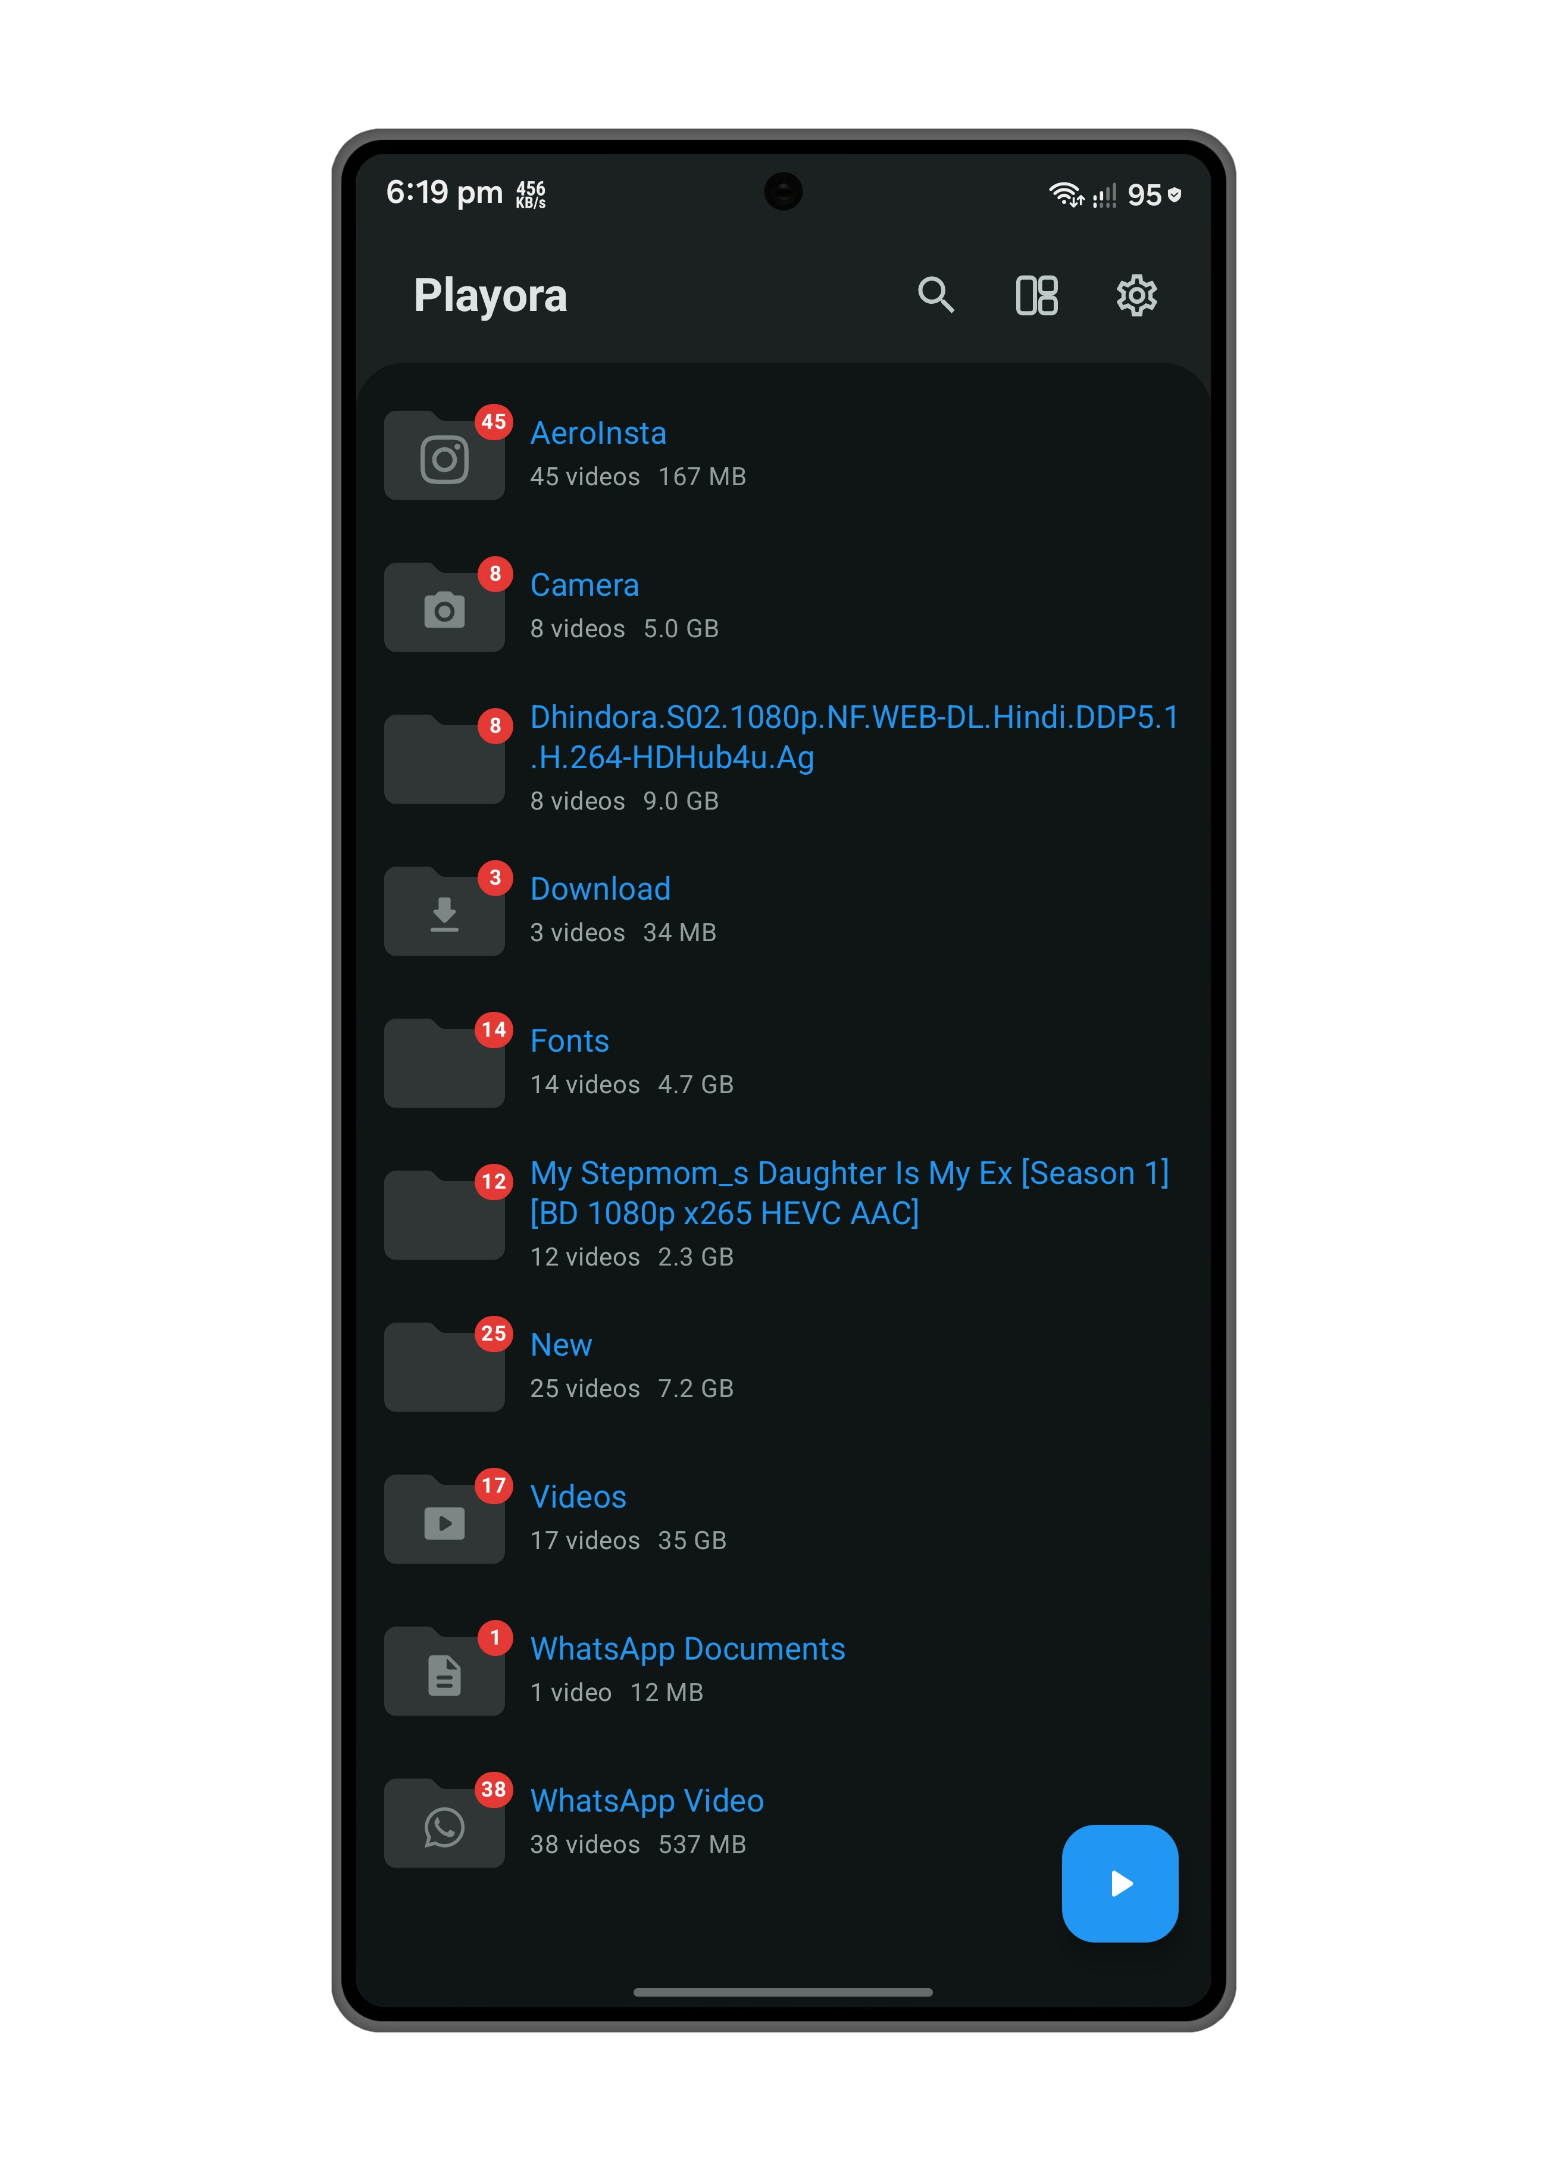 6:19 pm 456 KB/s 95
Playora
45
AeroInsta
45 videos 167 MB
8
Camera
8 videos 5.0 GB
8
Dhindora.S02.1080p.NF.WEB-DL.Hindi.DDP5.1
.H.264-HDHub4u.Ag
8 videos 9.0 GB
3
Download
3 videos 34 MB
14
Fonts
14 videos 4.7 GB
12
My Stepmom_s Daughter Is My Ex [Season 1]
[BD 1080p x265 HEVC AAC]
12 videos 2.3 GB
25
New
25 videos 7.2 GB
17
Videos
17 videos 35 GB
1
WhatsApp Documents
1 video 12 MB
38
WhatsApp Video
38 videos 537 MB